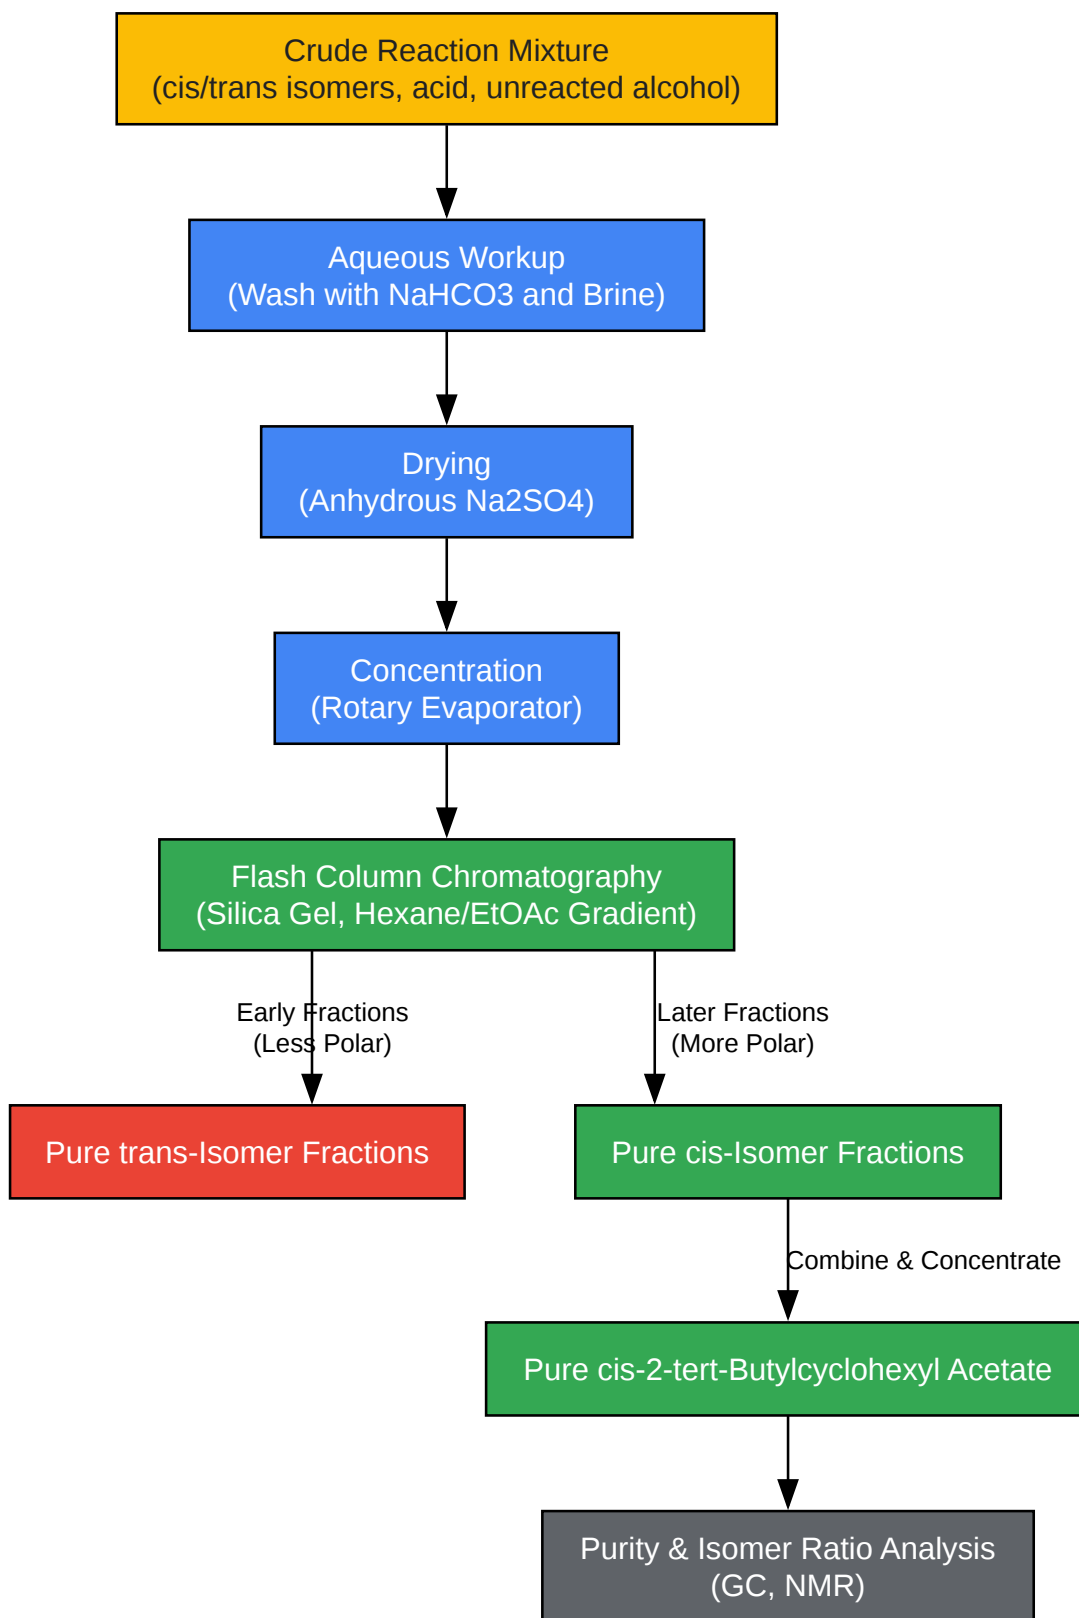 Crude Reaction Mixture
(cis/trans isomers, acid, unreacted alcohol)
Aqueous Workup
(Wash with NaHCO3 and Brine)
Drying
(Anhydrous Na2SO4)
Concentration
(Rotary Evaporator)
Flash Column Chromatography
(Silica Gel, Hexane/EtOAc Gradient)
Early Fractions
(Less Polar)
Later Fractions
(More Polar)
Pure trans-Isomer Fractions
Pure cis-Isomer Fractions
Combine & Concentrate
Pure cis-2-tert-Butylcyclohexyl Acetate
Purity & Isomer Ratio Analysis
(GC, NMR)